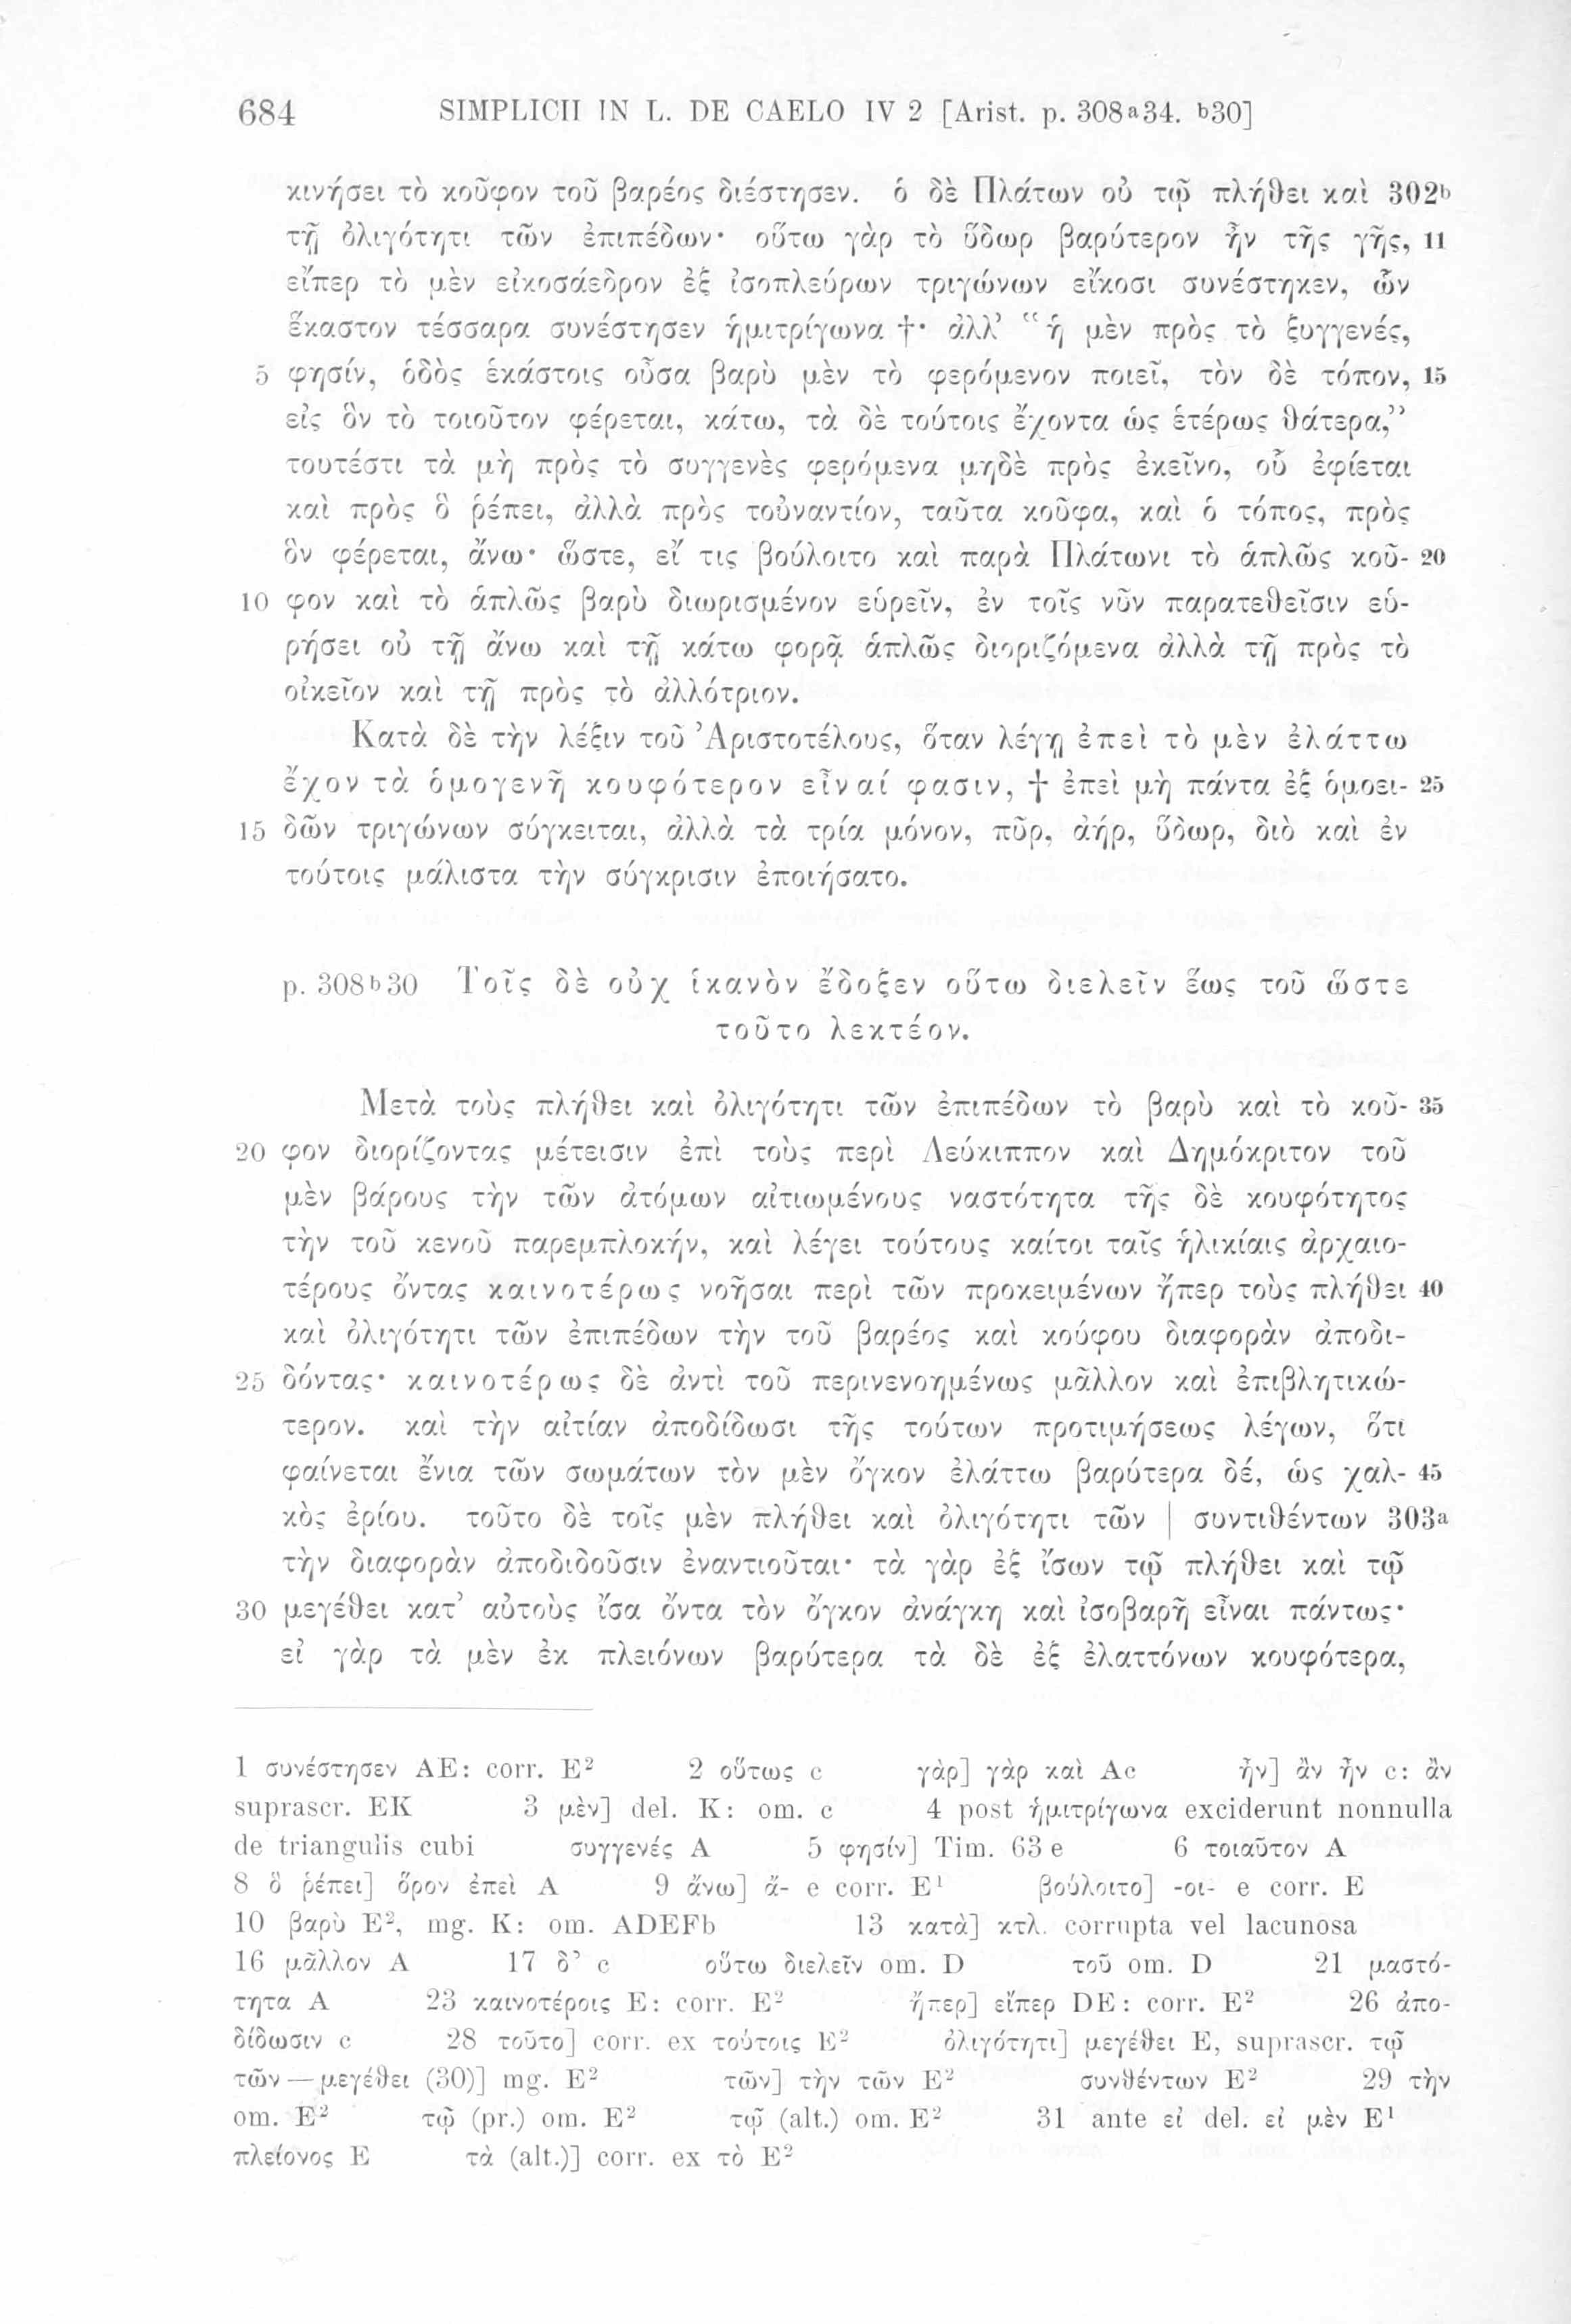 684 SIMPLICII IN L. DE CAELO IV 2 [Arist. p. 308ᵃ34. ᵇ30]
κινήσει τὸ κοῦφον τοῦ βαρέος διέστησεν. ὁ δὲ Πλάτων οὐ τῷ πλήθει καὶ 302ᵇ
τῇ ὀλιγότητι τῶν ἐπιπέδων· οὕτω γὰρ τὸ ὕδωρ βαρύτερον ἦν τῆς γῆς, 11
εἴπερ τὸ μὲν εἰκοσάεδρον ἐξ ἰσοπλεύρων τριγώνων εἴκοσι συνέστηκεν, ὧν
ἕκαστον τέσσαρα συνέστησεν ἡμιτρίγωνα †· ἀλλ’ “ἡ μὲν πρὸς τὸ ξυγγενές,
5 φησίν, ὁδὸς ἑκάστοις οὖσα βαρὺ μὲν τὸ φερόμενον ποιεῖ, τὸν δὲ τόπον, 15
εἰς ὃν τὸ τοιοῦτον φέρεται, κάτω, τὰ δὲ τούτοις ἔχοντα ὡς ἑτέρως θάτερα,”
τουτέστι τὰ μὴ πρὸς τὸ συγγενὲς φερόμενα μηδὲ πρὸς ἐκεῖνο, οὗ ἐφίεται
καὶ πρὸς ὃ ῥέπει, ἀλλὰ πρὸς τοὐναντίον, ταῦτα κοῦφα, καὶ ὁ τόπος, πρὸς
ὃν φέρεται, ἄνω· ὥστε, εἴ τις βούλοιτο καὶ παρὰ Πλάτωνι τὸ ἁπλῶς κοῦ- 20
10 φον καὶ τὸ ἁπλῶς βαρὺ διωρισμένον εὑρεῖν, ἐν τοῖς νῦν παρατεθεῖσιν εὑ-
ρήσει οὐ τῇ ἄνω καὶ τῇ κάτω φορᾷ ἁπλῶς διοριζόμενα ἀλλὰ τῇ πρὸς τὸ
οἰκεῖον καὶ τῇ πρὸς τὸ ἀλλότριον.
Κατὰ δὲ τὴν λέξιν τοῦ Ἀριστοτέλους, ὅταν λέγῃ ἐπεὶ τὸ μὲν ἐλάττω
ἔχον τὰ ὁμογενῆ κουφότερον εἶναί φασιν, † ἐπεὶ μὴ πάντα ἐξ ὁμοει- 25
15 δῶν τριγώνων σύγκειται, ἀλλὰ τὰ τρία μόνον, πῦρ, ἀήρ, ὕδωρ, διὸ καὶ ἐν
τούτοις μάλιστα τὴν σύγκρισιν ἐποιήσατο.
p. 308ᵇ30 Τοῖς δὲ οὐχ ἱκανὸν ἔδοξεν οὕτω διελεῖν ἕως τοῦ ὥστε
τοῦτο λεκτέον.
Μετὰ τοὺς πλήθει καὶ ὀλιγότητι τῶν ἐπιπέδων τὸ βαρὺ καὶ τὸ κοῦ- 35
20 φον διορίζοντας μέτεισιν ἐπὶ τοὺς περὶ Λεύκιππον καὶ Δημόκριτον τοῦ
μὲν βάρους τὴν τῶν ἀτόμων αἰτιωμένους ναστότητα τῆς δὲ κουφότητος
τὴν τοῦ κενοῦ παρεμπλοκήν, καὶ λέγει τούτους καίτοι ταῖς ἡλικίαις ἀρχαιο-
τέρους ὄντας καινοτέρως νοῆσαι περὶ τῶν προκειμένων ἤπερ τοὺς πλήθει 40
καὶ ὀλιγότητι τῶν ἐπιπέδων τὴν τοῦ βαρέος καὶ κούφου διαφορὰν ἀποδι-
25 δόντας· καινοτέρως δὲ ἀντὶ τοῦ περινενοημένως μᾶλλον καὶ ἐπιβλητικώ-
τερον. καὶ τὴν αἰτίαν ἀποδίδωσι τῆς τούτων προτιμήσεως λέγων, ὅτι
φαίνεται ἔνια τῶν σωμάτων τὸν μὲν ὄγκον ἐλάττω βαρύτερα δέ, ὡς χαλ- 45
κὸς ἐρίου. τοῦτο δὲ τοῖς μὲν πλήθει καὶ ὀλιγότητι τῶν | συντιθέντων 303ᵃ
τὴν διαφορὰν ἀποδιδοῦσιν ἐναντιοῦται· τὰ γὰρ ἐξ ἴσων τῷ πλήθει καὶ τῷ
30 μεγέθει κατ’ αὐτοὺς ἴσα ὄντα τὸν ὄγκον ἀνάγκη καὶ ἰσοβαρῆ εἶναι πάντως·
εἰ γὰρ τὰ μὲν ἐκ πλειόνων βαρύτερα τὰ δὲ ἐξ ἐλαττόνων κουφότερα,
1 συνέστησεν AE: corr. E² 2 οὕτως c γὰρ] γὰρ καὶ Ac ἦν] ἂν ἦν c: ἂν
suprascr. EK 3 μὲν] del. K: om. c 4 post ἡμιτρίγωνα exciderunt nonnulla
de triangulis cubi συγγενές A 5 φησίν] Tim. 63 e 6 τοιαῦτον A
8 ὃ ῥέπει] ὅρον ἐπεὶ A 9 ἄνω] ἄ- e corr. E¹ βούλοιτο] -οι- e corr. E
10 βαρὺ E², mg. K: om. ADEFb 13 κατὰ] κτλ. corrupta vel lacunosa
16 μᾶλλον A 17 δ’ c οὕτω διελεῖν om. D τοῦ om. D 21 μαστό-
τητα A 23 καινοτέροις E: corr. E² ἤπερ] εἴπερ DE: corr. E² 26 ἀπο-
δίδωσιν c 28 τοῦτο] corr. ex τούτοις E² ὀλιγότητι] μεγέθει E, suprascr. τῷ
τῶν — μεγέθει (30)] mg. E² τῶν] τὴν τῶν E² συνθέντων E² 29 τὴν
om. E² τῷ (pr.) om. E² τῷ (alt.) om. E² 31 ante εἰ del. εἰ μὲν E¹
πλείονος E τὰ (alt.)] corr. ex τὸ E²